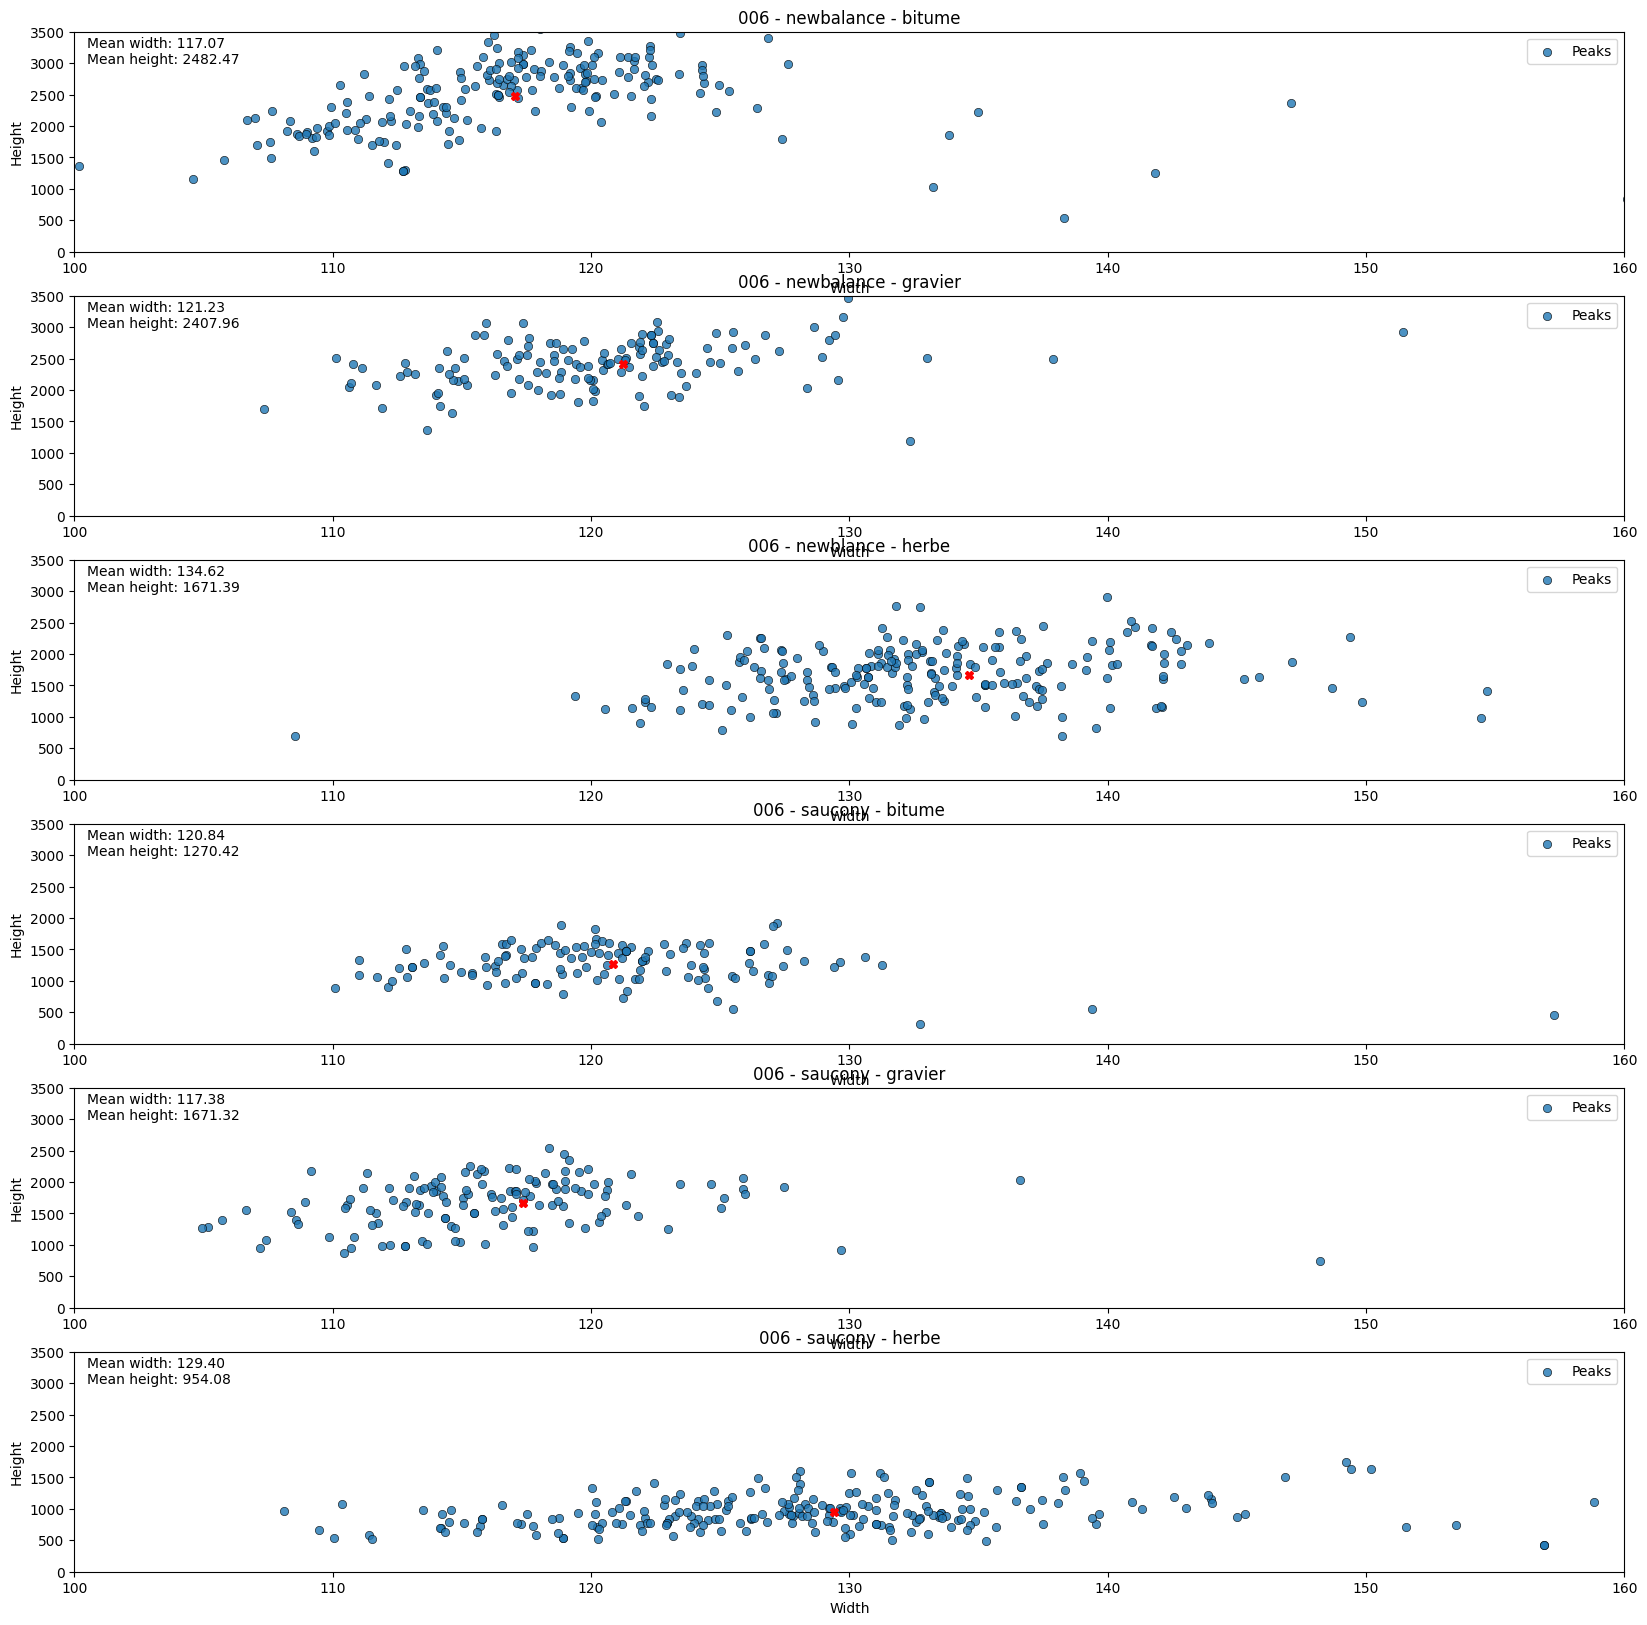 006 - newbalance - bitume
Mean width: 117.07
Mean height: 2482.47
Peaks
3500
3000
2500
2000
1500
1000
500
0
Height
100 110 120 130 140 150 160
Width
006 - newbalance - gravier
Mean width: 121.23
Mean height: 2407.96
Peaks
3500
3000
2500
2000
1500
1000
500
0
Height
100 110 120 130 140 150 160
Width
006 - newblance - herbe
Mean width: 134.62
Mean height: 1671.39
Peaks
3500
3000
2500
2000
1500
1000
500
0
Height
100 110 120 130 140 150 160
Width
006 - saucony - bitume
Mean width: 120.84
Mean height: 1270.42
Peaks
3500
3000
2500
2000
1500
1000
500
0
Height
100 110 120 130 140 150 160
Width
006 - saucony - gravier
Mean width: 117.38
Mean height: 1671.32
Peaks
3500
3000
2500
2000
1500
1000
500
0
Height
100 110 120 130 140 150 160
Width
006 - saucony - herbe
Mean width: 129.40
Mean height: 954.08
Peaks
3500
3000
2500
2000
1500
1000
500
0
Height
100 110 120 130 140 150 160
Width